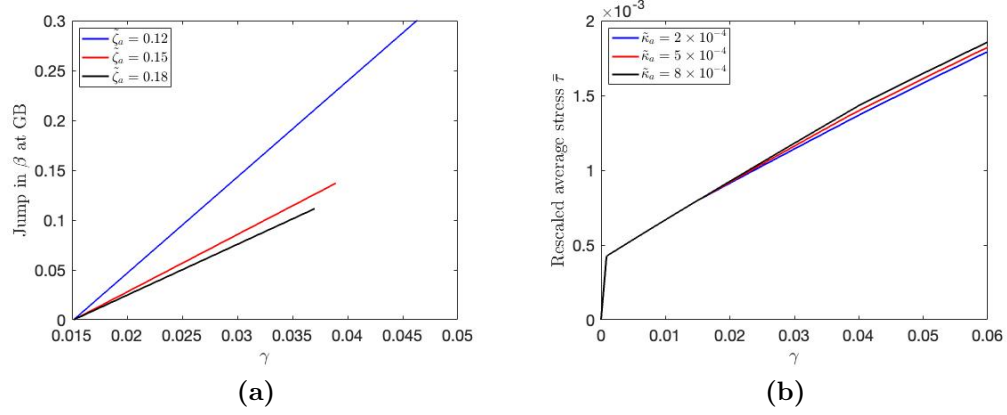 0.3
0.25
0.2
0.15
0.1
0.05
0
Jump in β at GB
ζ̃ₐ = 0.12
ζ̃ₐ = 0.15
ζ̃ₐ = 0.18
0.015 0.02 0.025 0.03 0.035 0.04 0.045 0.05
γ
(a)
×10⁻³
2
1.5
1
0.5
0
Rescaled average stress τ̄
κ̃ₐ = 2 × 10⁻⁴
κ̃ₐ = 5 × 10⁻⁴
κ̃ₐ = 8 × 10⁻⁴
0 0.01 0.02 0.03 0.04 0.05 0.06
γ
(b)